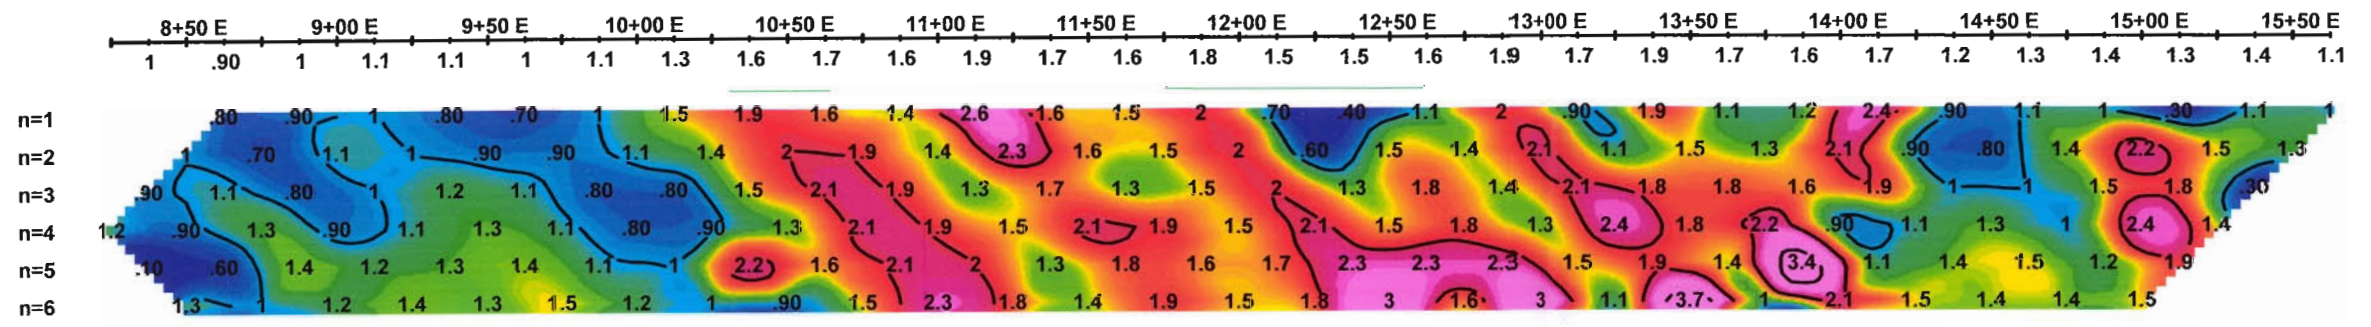 8+50 E 9+00 E 9+50 E 10+00 E 10+50 E 11+00 E 11+50 E 12+00 E 12+50 E 13+00 E 13+50 E 14+00 E 14+50 E 15+00 E 15+50 E
1 .90 1 1.1 1.1 1 1.1 1.3 1.6 1.7 1.6 1.9 1.7 1.6 1.8 1.5 1.5 1.6 1.9 1.7 1.9 1.7 1.6 1.7 1.2 1.3 1.4 1.3 1.4 1.1
n=1 .80 .90 1 .80 .70 1 1.5 1.9 1.6 1.4 2.6 1.6 1.5 2 .70 .40 1.1 2 .90 1.9 1.1 1.2 2.4 .90 1.1 1 .30 1.1 1
n=2 1 .70 1.1 1 .90 .90 1.1 1.4 2 1.9 1.4 2.3 1.6 1.5 2 .60 1.5 1.4 2.1 1.1 1.5 1.3 2.1 .90 .80 1.4 2.2 1.5 1.3
n=3 .90 1.1 .80 1 1.2 1.1 .80 .80 1.5 2.1 1.9 1.3 1.7 1.3 1.5 2 1.3 1.8 1.4 2.1 1.8 1.8 1.6 1.9 1 1 1.5 1.8 .30
n=4 1.2 .90 1.3 .90 1.1 1.3 1.1 .80 .90 1.3 2.1 1.9 1.5 2.1 1.9 1.5 2.1 1.5 1.8 1.3 2.4 1.8 2.2 .90 1.1 1.3 1 2.4 1.4
n=5 .10 .60 1.4 1.2 1.3 1.4 1.1 1 2.2 1.6 2.1 2 1.3 1.8 1.6 1.7 2.3 2.3 2.3 1.5 1.9 1.4 3.4 1.1 1.4 1.5 1.2 1.9
n=6 1.3 1 1.2 1.4 1.3 1.5 1.2 1 .90 1.5 2.3 1.8 1.4 1.9 1.5 1.8 3 1.6 3 1.1 3.7 1 2.1 1.5 1.4 1.4 1.5